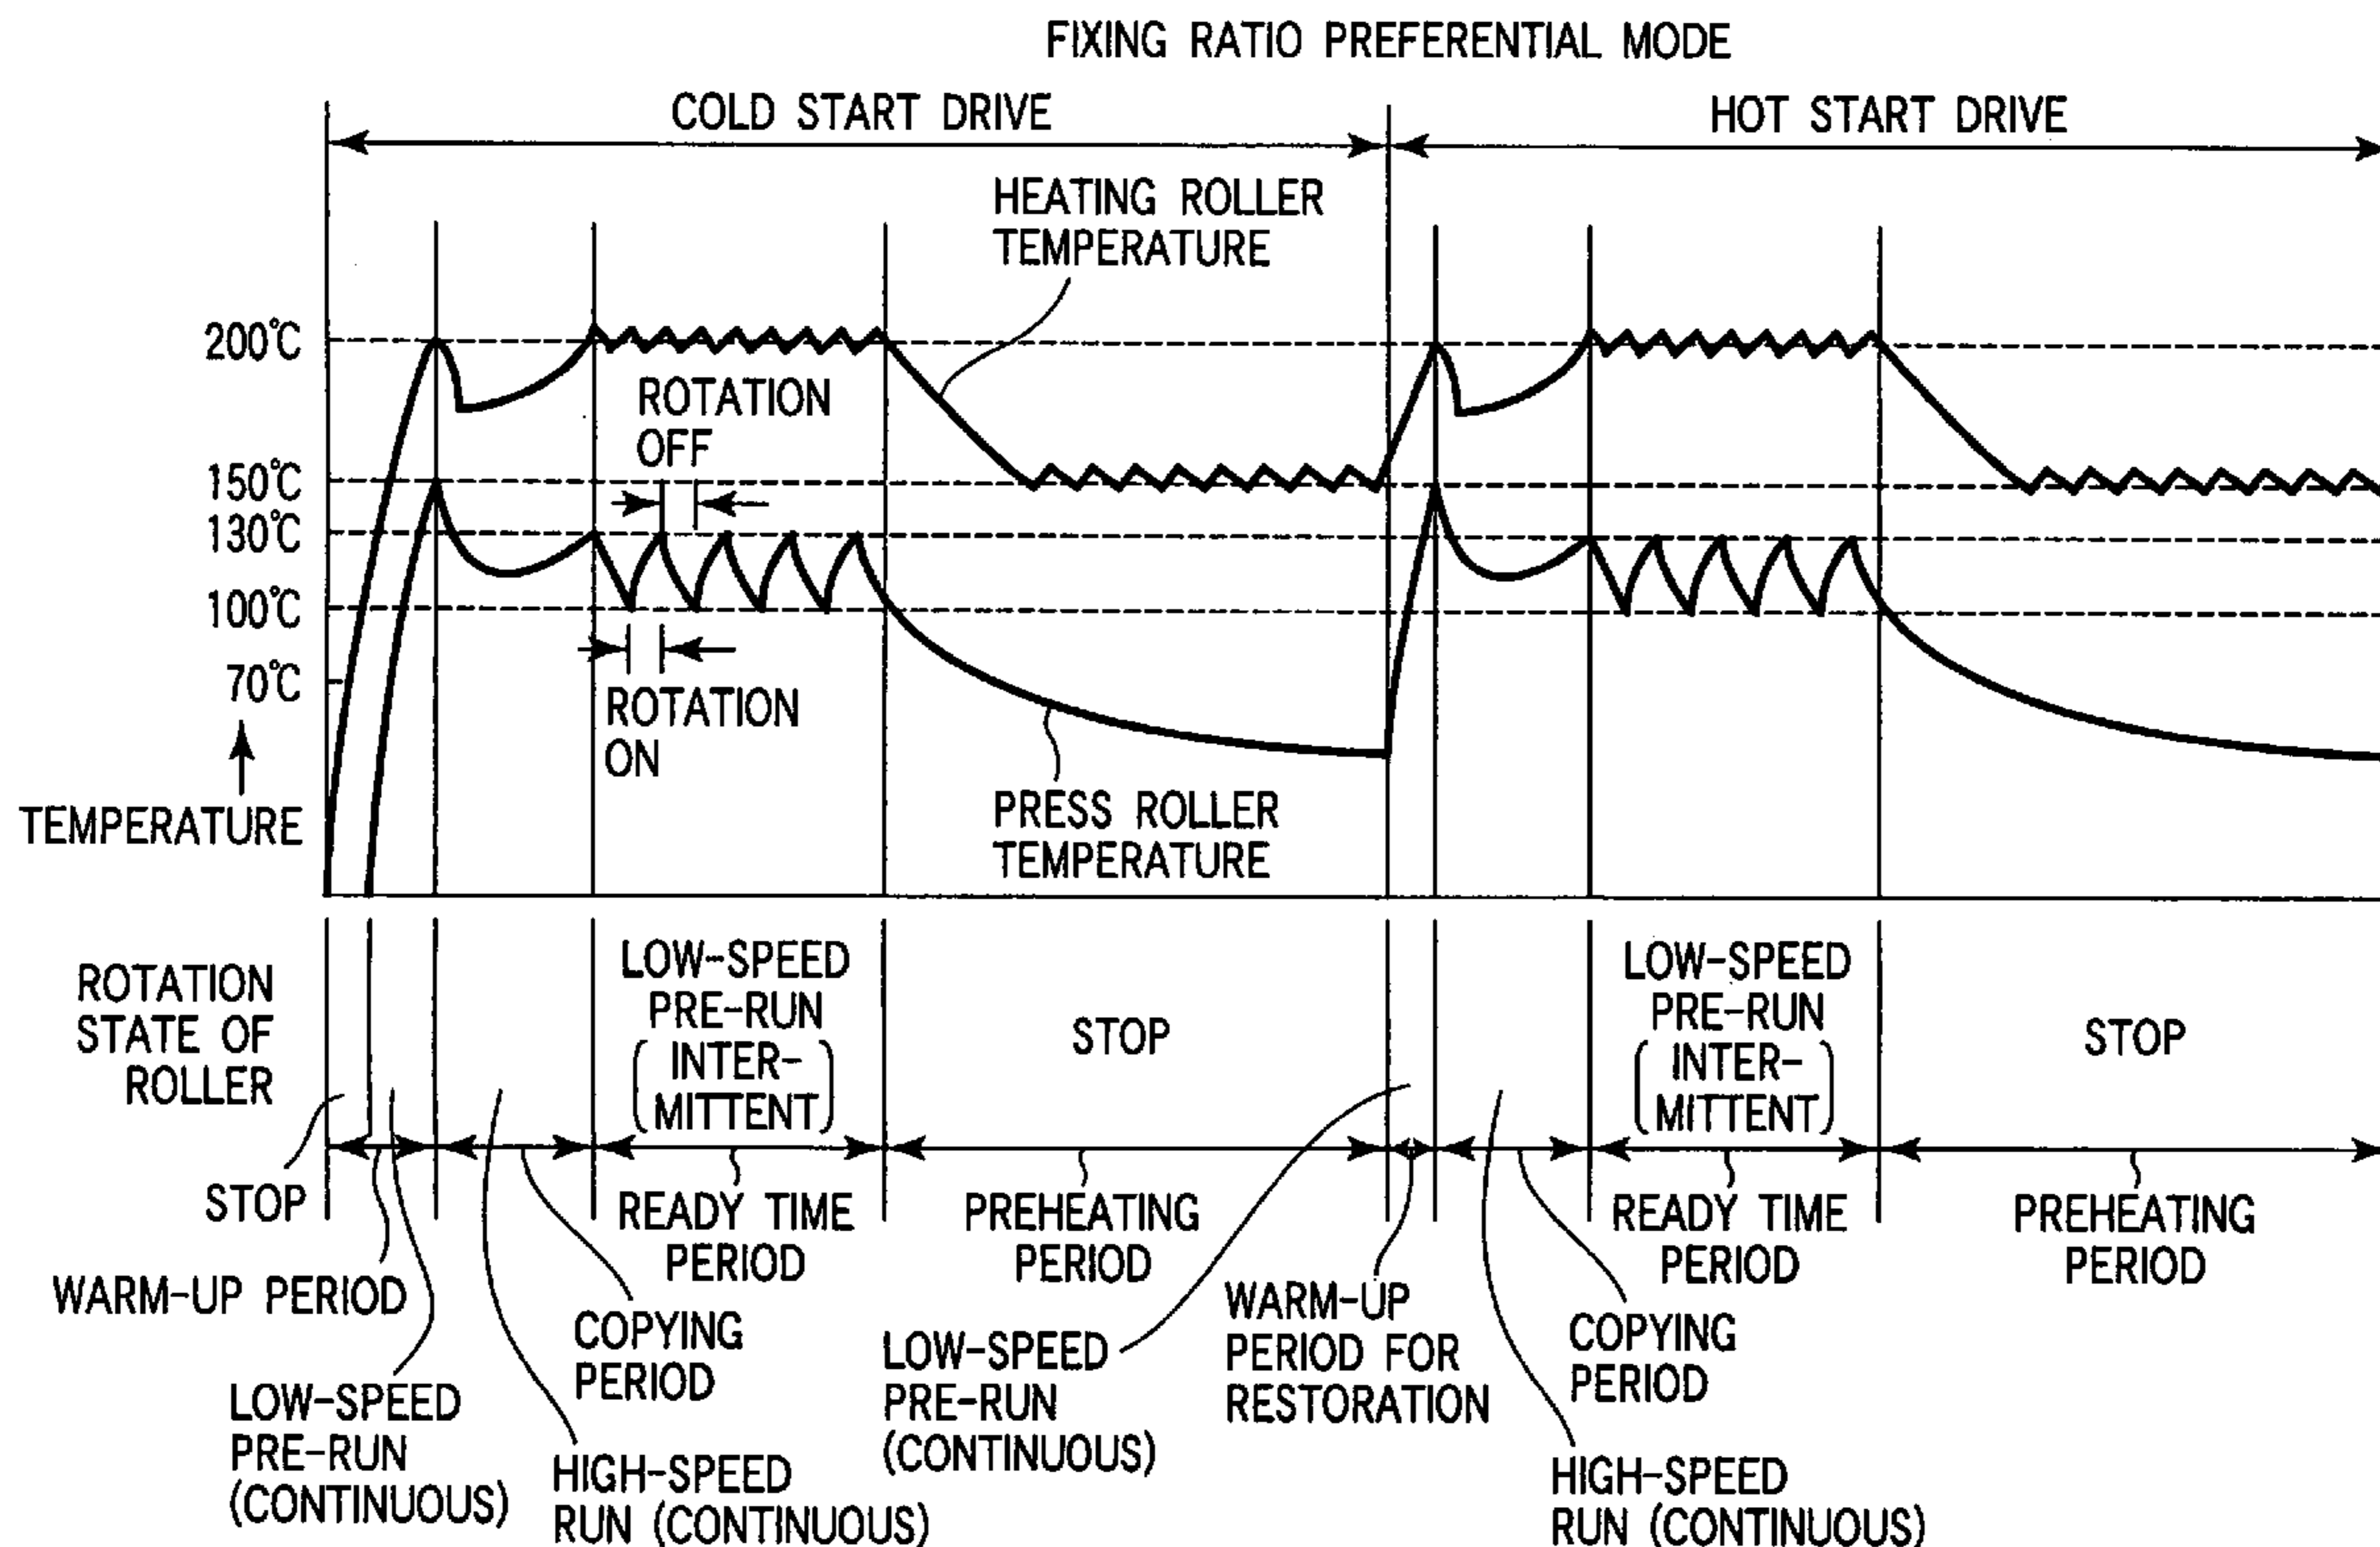 FIXING RATIO PREFERENTIAL MODE
COLD START DRIVE
HOT START DRIVE
HEATING ROLLER
TEMPERATURE
200°C
ROTATION
OFF
150°C
130°C
100°C
70°C
ROTATION
ON
TEMPERATURE
PRESS ROLLER
TEMPERATURE
ROTATION
STATE OF
ROLLER
LOW-SPEED
PRE-RUN
(INTER-
MITTENT)
STOP
LOW-SPEED
PRE-RUN
(INTER-
MITTENT)
STOP
STOP
READY TIME
PERIOD
PREHEATING
PERIOD
READY TIME
PERIOD
PREHEATING
PERIOD
WARM-UP PERIOD
COPYING
PERIOD
LOW-SPEED
PRE-RUN
(CONTINUOUS)
WARM-UP
PERIOD FOR
RESTORATION
COPYING
PERIOD
LOW-SPEED
PRE-RUN
(CONTINUOUS)
HIGH-SPEED
RUN (CONTINUOUS)
HIGH-SPEED
RUN (CONTINUOUS)